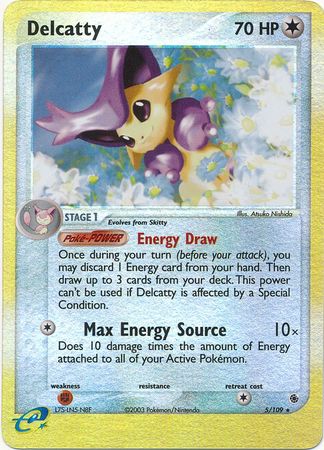 Delcatty 70 HP
Illus. Atsuko Nishida
STAGE 1 Evolves from Skitty
Poké-POWER Energy Draw
Once during your turn (before your attack), you
may discard 1 Energy card from your hand. Then
draw up to 3 cards from your deck. This power
can't be used if Delcatty is affected by a Special
Condition.
Max Energy Source 10×
Does 10 damage times the amount of Energy
attached to all of your Active Pokémon.
weakness resistance retreat cost
L75-LN5-N8F ©2003 Pokémon/Nintendo 5/109 ★
e